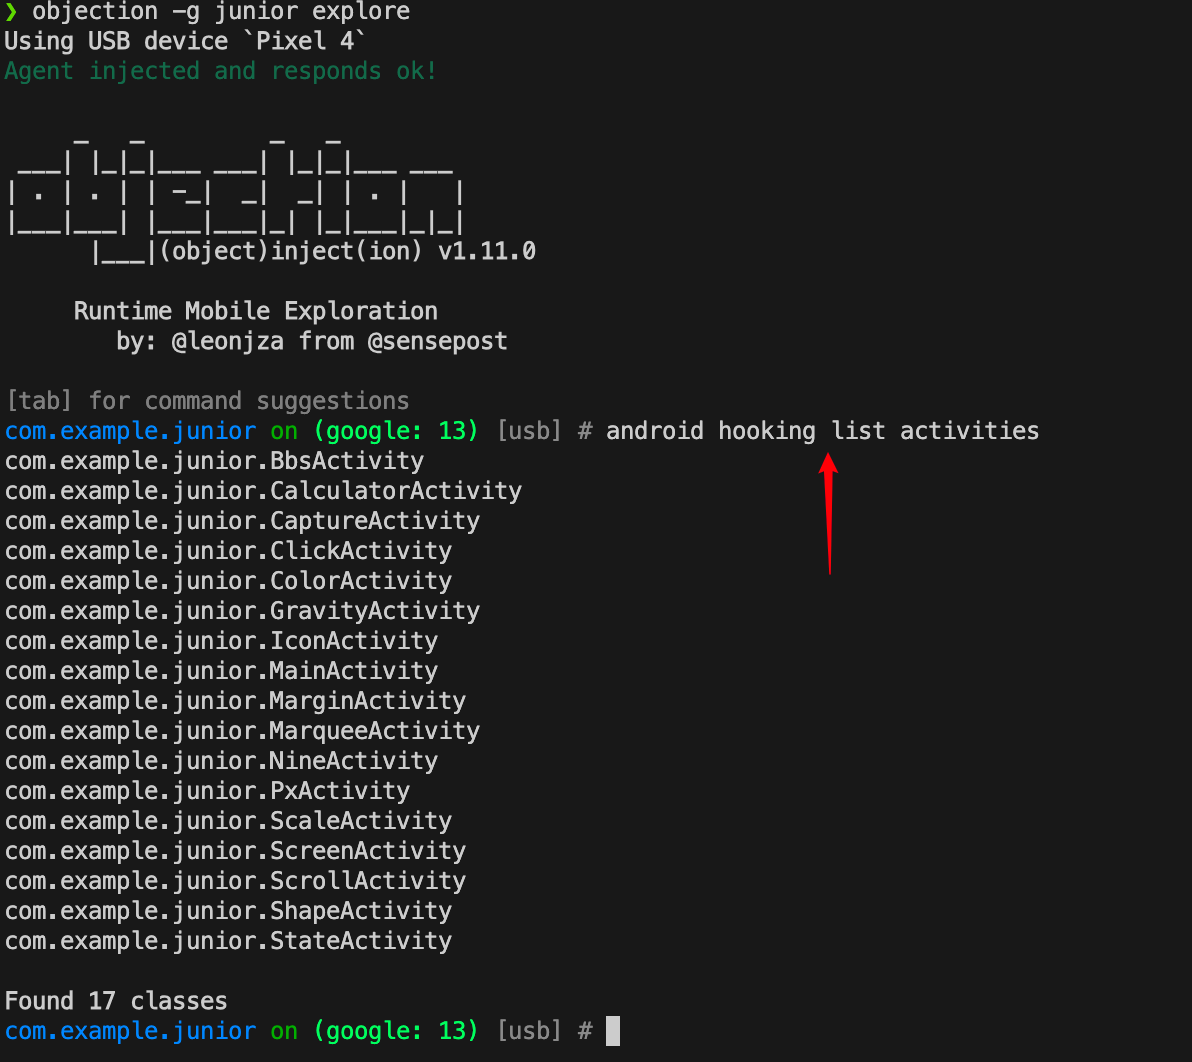 ❯ objection -g junior explore
Using USB device `Pixel 4`
Agent injected and responds ok!
     _   _         _   _
 ___| |_|_|___ ___| |_|_|___ ___
| . | . | | -_|  _|  _| | . |   |
|___|___| |___|___|_| |_|___|_|_|
      |___|(object)inject(ion) v1.11.0
     Runtime Mobile Exploration
        by: @leonjza from @sensepost
[tab] for command suggestions
com.example.junior on (google: 13) [usb] # android hooking list activities
com.example.junior.BbsActivity
com.example.junior.CalculatorActivity
com.example.junior.CaptureActivity
com.example.junior.ClickActivity
com.example.junior.ColorActivity
com.example.junior.GravityActivity
com.example.junior.IconActivity
com.example.junior.MainActivity
com.example.junior.MarginActivity
com.example.junior.MarqueeActivity
com.example.junior.NineActivity
com.example.junior.PxActivity
com.example.junior.ScaleActivity
com.example.junior.ScreenActivity
com.example.junior.ScrollActivity
com.example.junior.ShapeActivity
com.example.junior.StateActivity
Found 17 classes
com.example.junior on (google: 13) [usb] #